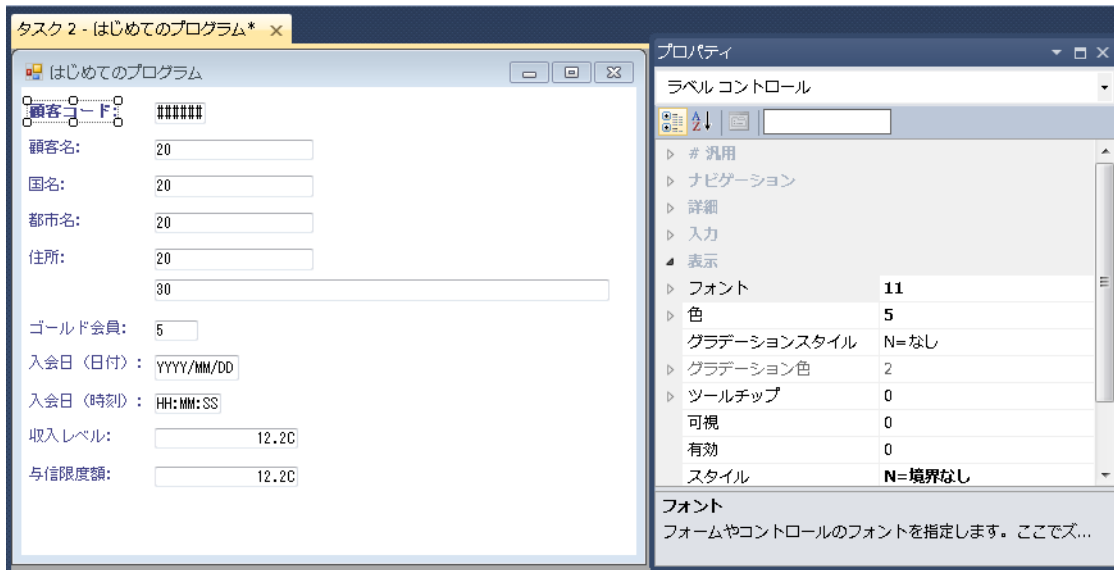 タスク 2 - はじめてのプログラム*
はじめてのプログラム
顧客コード: ######
顧客名: 20
国名: 20
都市名: 20
住所: 20
30
ゴールド会員: 5
入会日（日付）: YYYY/MM/DD
入会日（時刻）: HH:MM:SS
収入レベル: 12.2C
与信限度額: 12.2C
プロパティ
ラベル コントロール
# 汎用
ナビゲーション
詳細
入力
表示
フォント 11
色 5
グラデーションスタイル N=なし
グラデーション色 2
ツールチップ 0
可視 0
有効 0
スタイル N=境界なし
フォント
フォームやコントロールのフォントを指定します。ここでズ...